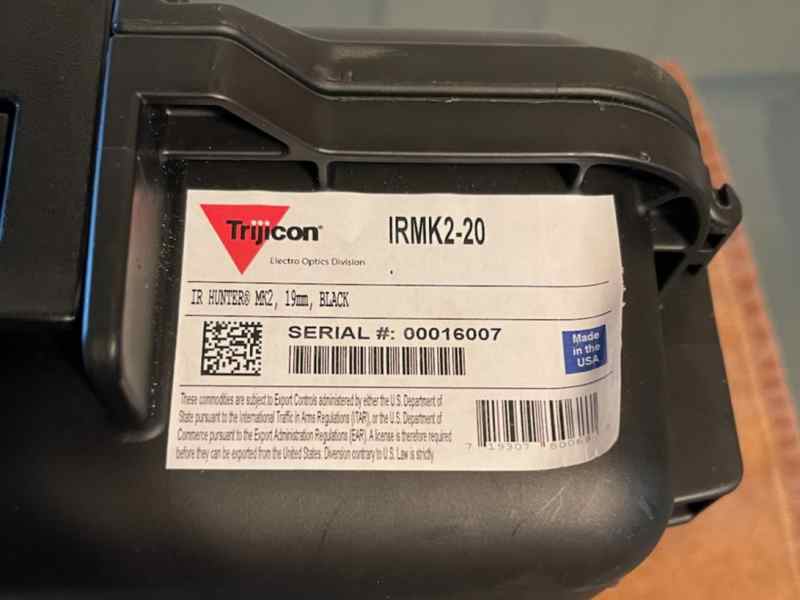 Trijicon®
IRMK2-20
Electro Optics Division
IR HUNTER® MK2, 19mm, BLACK
SERIAL #: 00016007
Made
in the
USA
These commodities are subject to Export Controls administered by either the U.S. Department of
State pursuant to the International Traffic in Arms Regulations (ITAR), or the U.S. Department of
Commerce pursuant to the Export Administration Regulations (EAR). A license is therefore required
before they can be exported from the United States. Diversion contrary to U.S. Law is strictly
7 19307